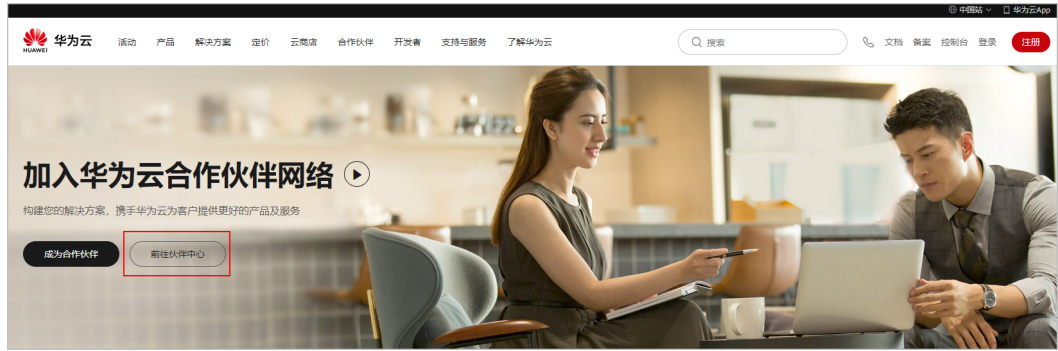 中国站 华为云App
HUAWEI 华为云 活动 产品 解决方案 定价 云商店 合作伙伴 开发者 支持与服务 了解华为云 搜索 文档 备案 控制台 登录 注册
加入华为云合作伙伴网络
构建您的解决方案，携手华为云为客户提供更好的产品及服务
成为合作伙伴 前往伙伴中心